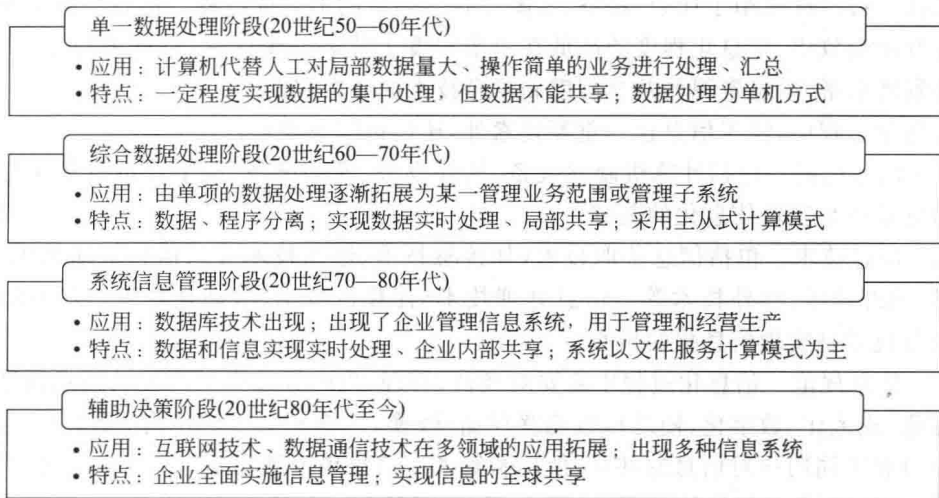 单一数据处理阶段(20世纪50—60年代)
• 应用：计算机代替人工对局部数据量大、操作简单的业务进行处理、汇总
• 特点：一定程度实现数据的集中处理，但数据不能共享；数据处理为单机方式
综合数据处理阶段(20世纪60—70年代)
• 应用：由单项的数据处理逐渐拓展为某一管理业务范围或管理子系统
• 特点：数据、程序分离；实现数据实时处理、局部共享；采用主从式计算模式
系统信息管理阶段(20世纪70—80年代)
• 应用：数据库技术出现；出现了企业管理信息系统，用于管理和经营生产
• 特点：数据和信息实现实时处理、企业内部共享；系统以文件服务计算模式为主
辅助决策阶段(20世纪80年代至今)
• 应用：互联网技术、数据通信技术在多领域的应用拓展；出现多种信息系统
• 特点：企业全面实施信息管理；实现信息的全球共享